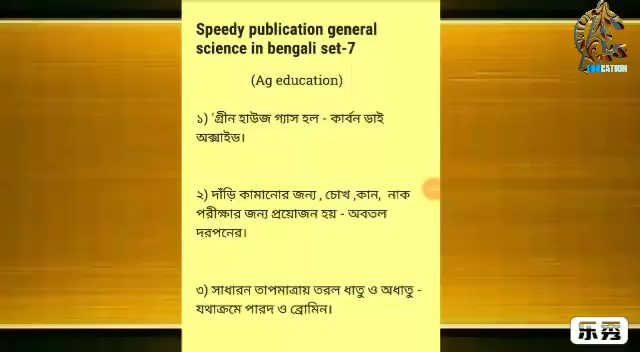 Speedy publication general
science in bengali set-7
(Ag education)
১) 'গ্রীন হাউজ গ্যাস হল - কার্বন ডাই
অক্সাইড।
২) দাঁড়ি কামানোর জন্য , চোখ ,কান,  নাক
পরীক্ষার জন্য প্রয়োজন হয় - অবতল
দরপনের।
৩) সাধারন তাপমাত্রায় তরল ধাতু ও অধাতু -
যথাক্রমে পারদ ও ব্রোমিন।
EDUCATION
乐秀